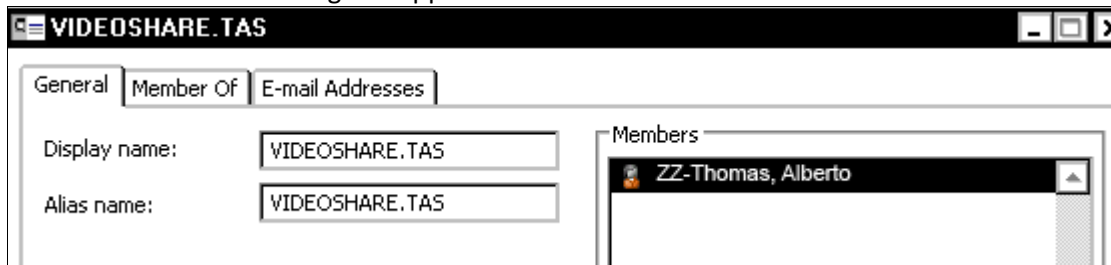 VIDEOSHARE.TAS
General Member Of E-mail Addresses
Display name: VIDEOSHARE.TAS
Alias name: VIDEOSHARE.TAS
Members
ZZ-Thomas, Alberto